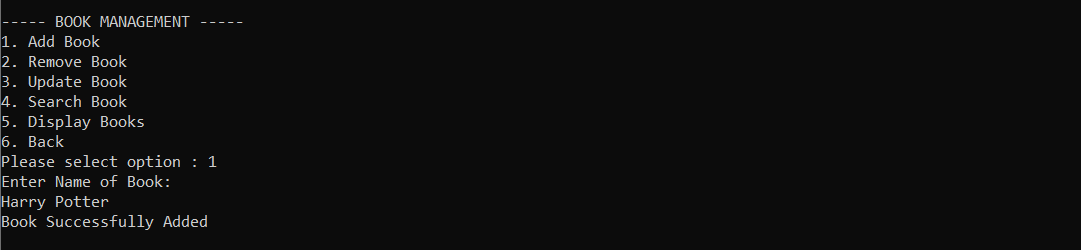 ----- BOOK MANAGEMENT -----
1. Add Book
2. Remove Book
3. Update Book
4. Search Book
5. Display Books
6. Back
Please select option : 1
Enter Name of Book:
Harry Potter
Book Successfully Added